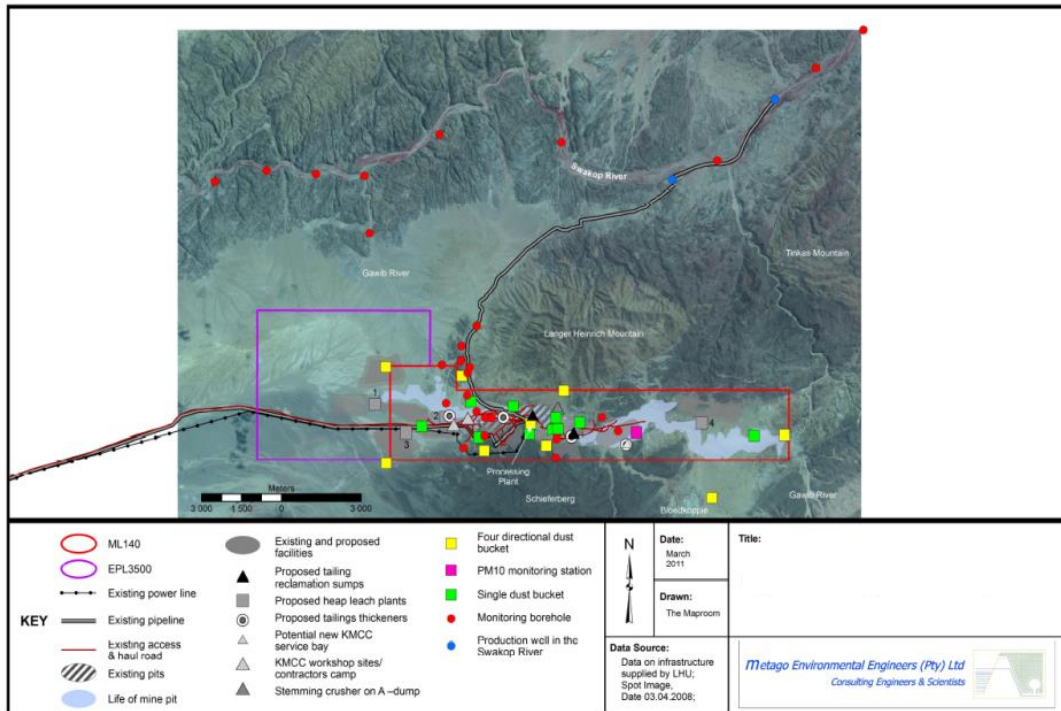 Swakop River
Tinkas Mountain
Gawib River
Langer Heinrich Mountain
1
2
3
4
Processing
Plant
Schieferberg
Bloedkoppie
Gawib River
Meters
3 000 1 500 0 3 000
KEY
ML140
EPL3500
Existing power line
Existing pipeline
Existing access
& haul road
Existing pits
Life of mine pit
Existing and proposed
facilities
Proposed tailing
reclamation sumps
Proposed heap leach plants
Proposed tailings thickeners
Potential new KMCC
service bay
KMCC workshop sites/
contractors camp
Stemming crusher on A –dump
Four directional dust
bucket
PM10 monitoring station
Single dust bucket
Monitoring borehole
Production well in the
Swakop River
N
Date:
March
2011
Drawn:
The Maproom
Data Source:
Data on infrastructure
supplied by LHU;
Spot Image,
Date 03.04.2008;
Title:
Metago Environmental Engineers (Pty) Ltd
Consulting Engineers & Scientists